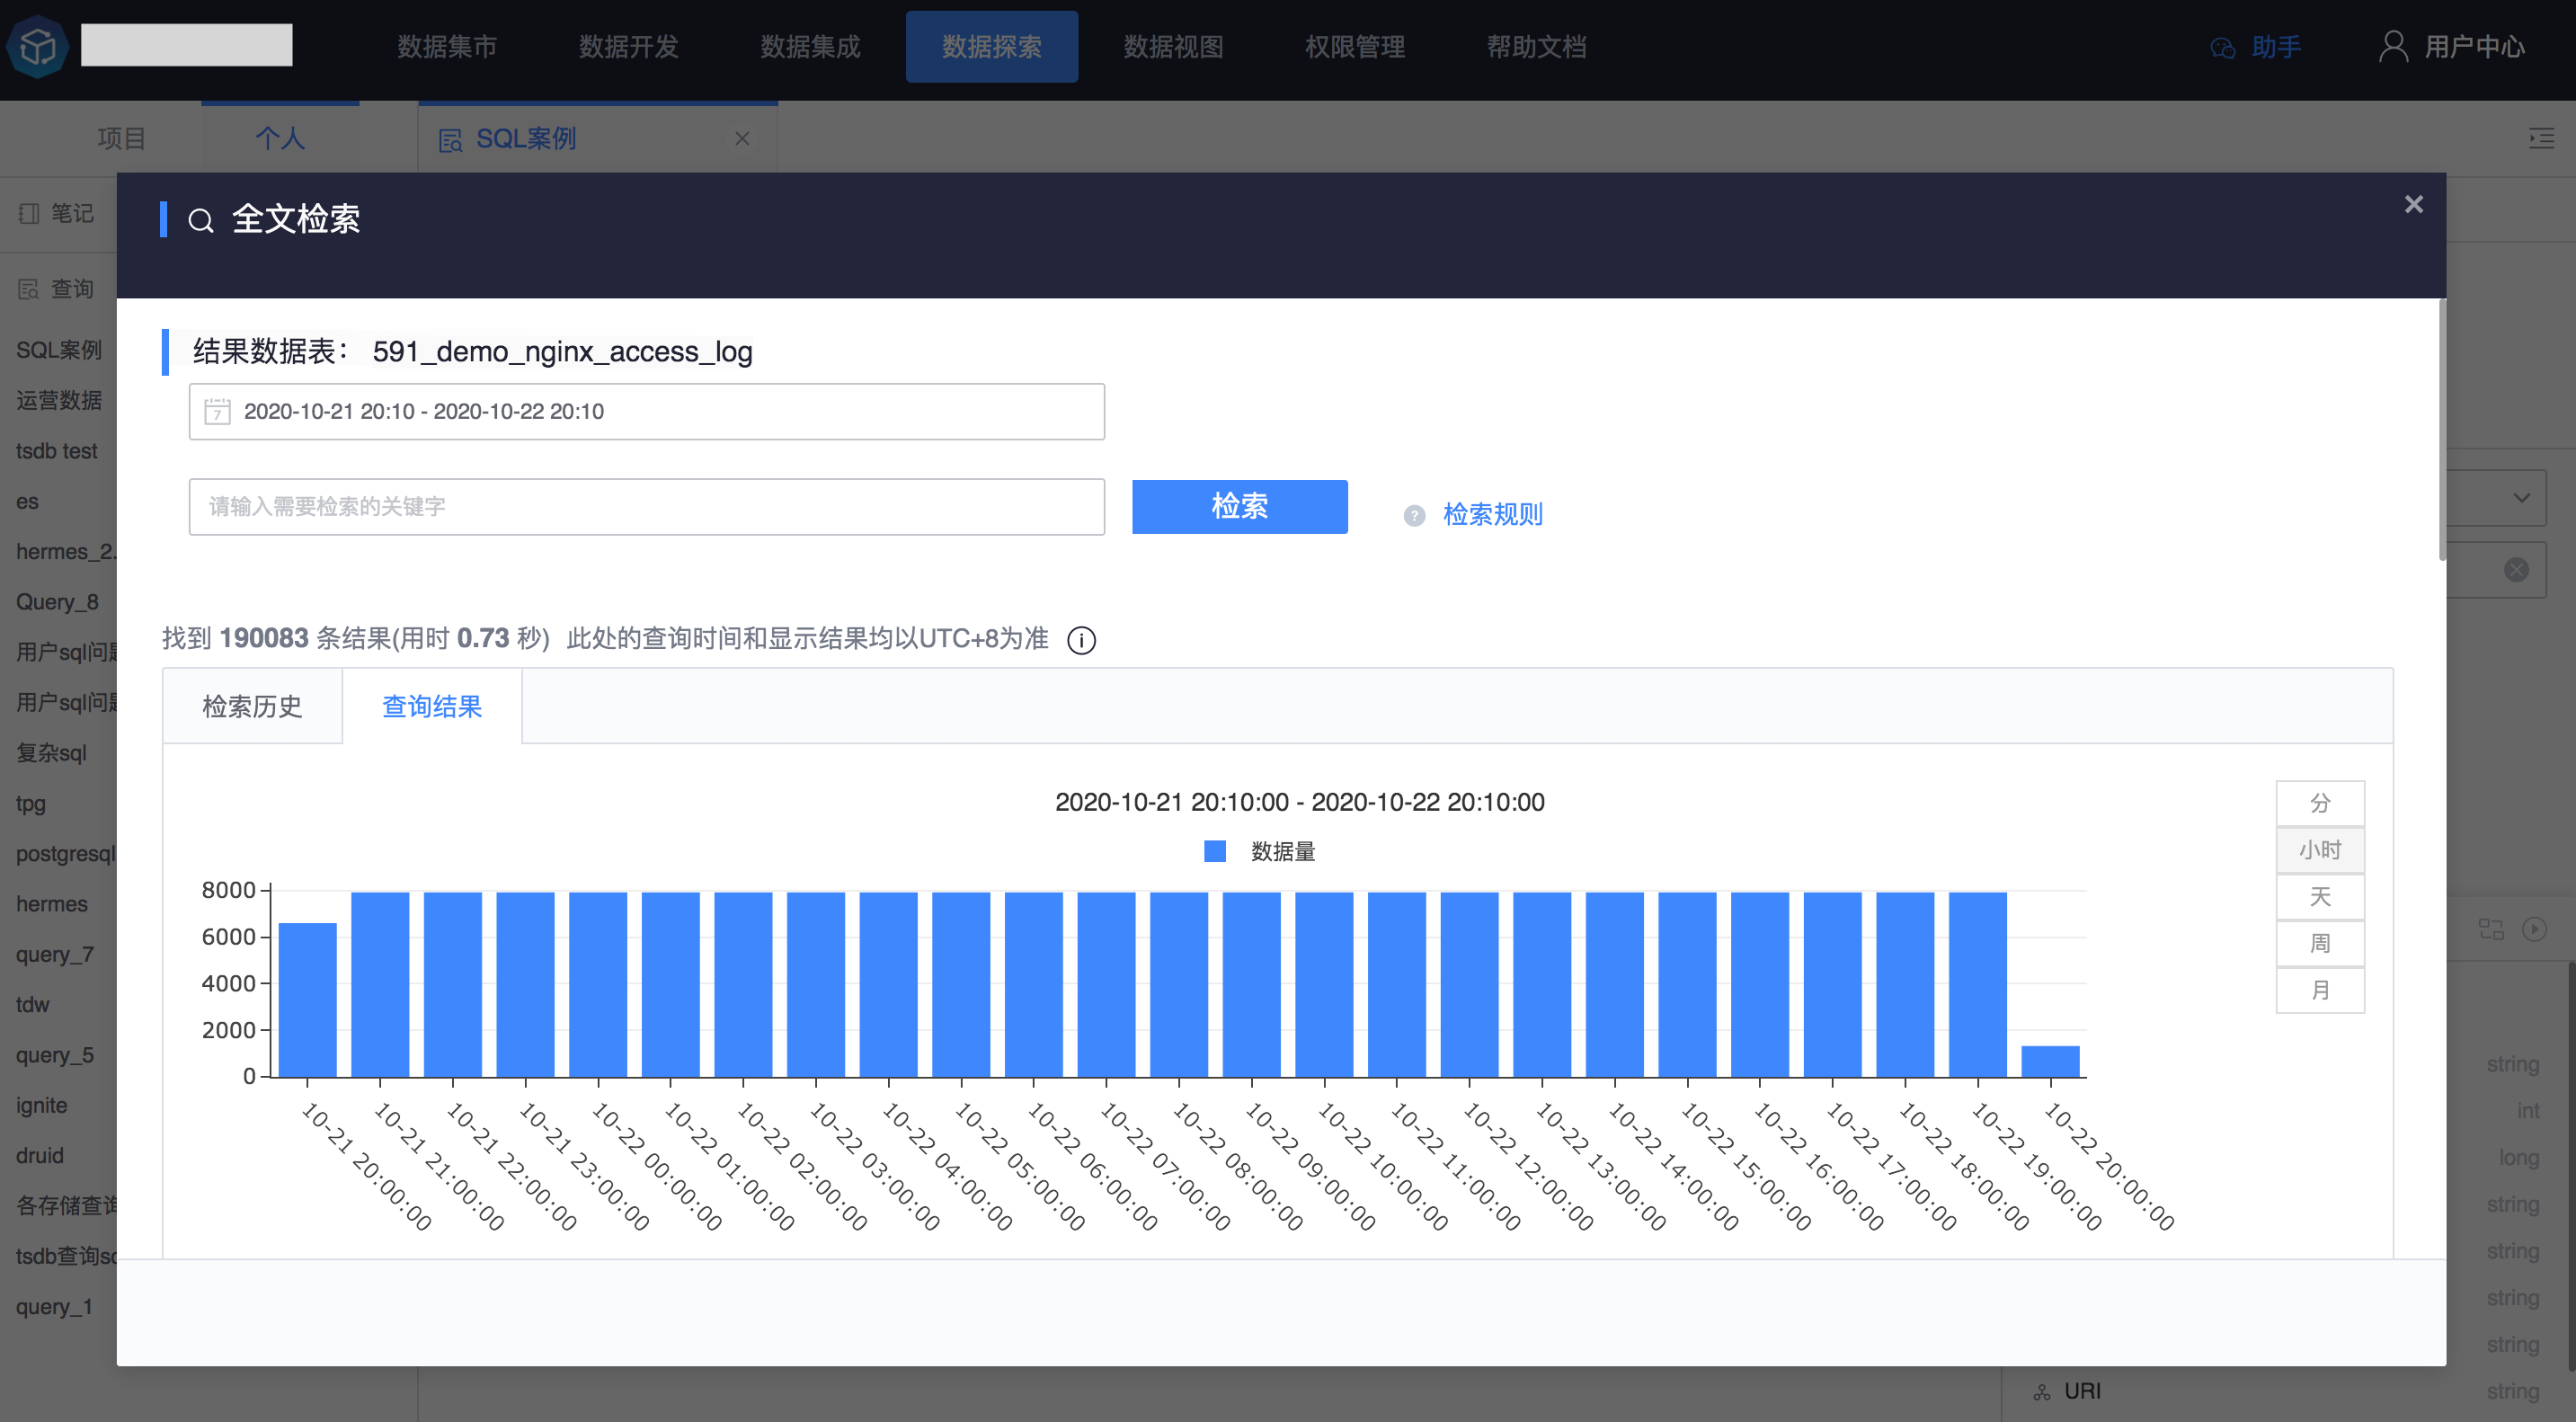 数据集市
数据开发
数据集成
数据探索
数据视图
权限管理
帮助文档
助手
用户中心
项目
个人
SQL案例
笔记
查询
SQL案例
运营数据
tsdb test
es
hermes_2.
Query_8
用户sql问
用户sql问
复杂sql
tpg
postgresql
hermes
query_7
tdw
query_5
ignite
druid
各存储查询
tsdb查询
query_1
全文检索
结果数据表： 591_demo_nginx_access_log
2020-10-21 20:10 - 2020-10-22 20:10
请输入需要检索的关键字
检索
检索规则
找到 190083 条结果(用时 0.73 秒) 此处的查询时间和显示结果均以UTC+8为准
检索历史
查询结果
2020-10-21 20:10:00 - 2020-10-22 20:10:00
数据量
分
小时
天
周
月
8000
6000
4000
2000
0
10-21 20:00:00
10-21 21:00:00
10-21 22:00:00
10-21 23:00:00
10-22 00:00:00
10-22 01:00:00
10-22 02:00:00
10-22 03:00:00
10-22 04:00:00
10-22 05:00:00
10-22 06:00:00
10-22 07:00:00
10-22 08:00:00
10-22 09:00:00
10-22 10:00:00
10-22 11:00:00
10-22 12:00:00
10-22 13:00:00
10-22 14:00:00
10-22 15:00:00
10-22 16:00:00
10-22 17:00:00
10-22 18:00:00
10-22 19:00:00
10-22 20:00:00
string
int
long
string
string
string
string
URI
string